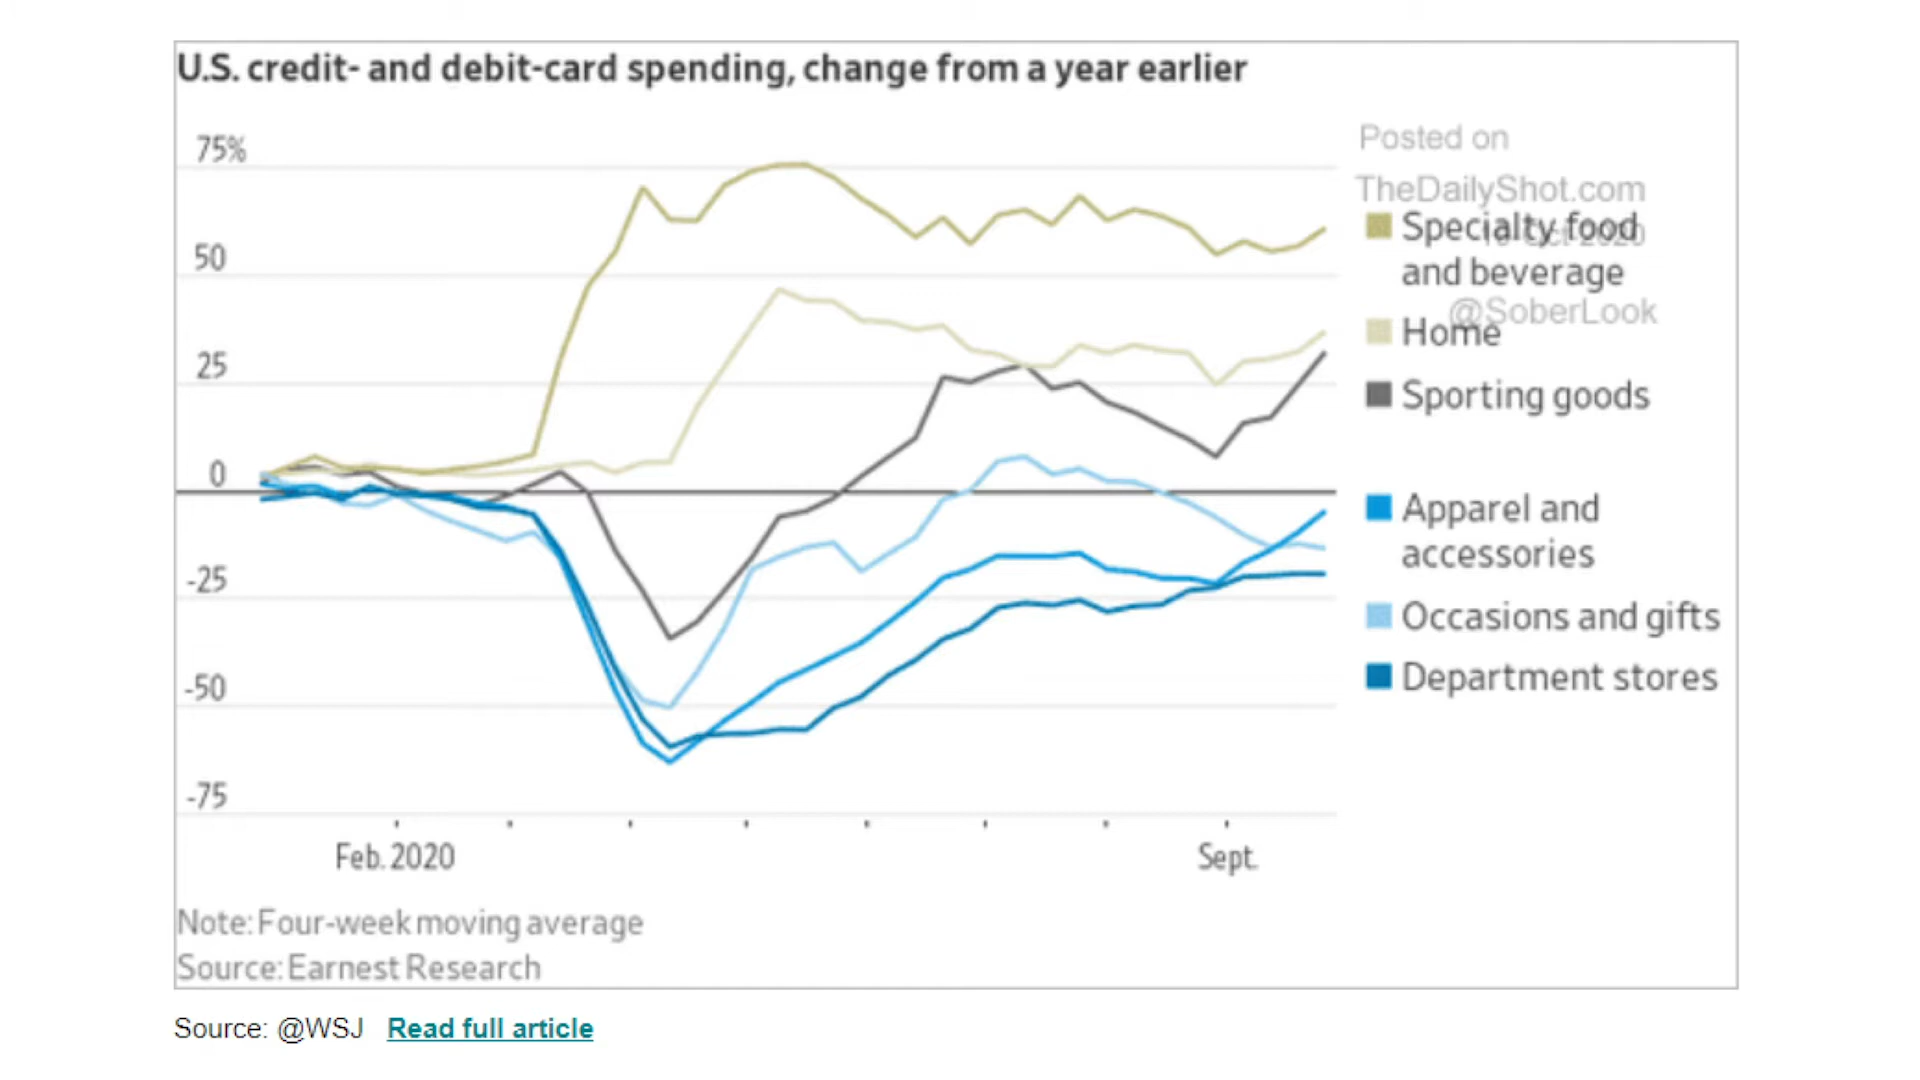 U.S. credit- and debit-card spending, change from a year earlier
75%
50
25
0
-25
-50
-75
Feb. 2020
Sept.
Posted on
TheDailyShot.com
Specialty food
Oct 2020
and beverage
@SoberLook
Home
Sporting goods
Apparel and
accessories
Occasions and gifts
Department stores
Note: Four-week moving average
Source: Earnest Research
Source: @WSJ Read full article